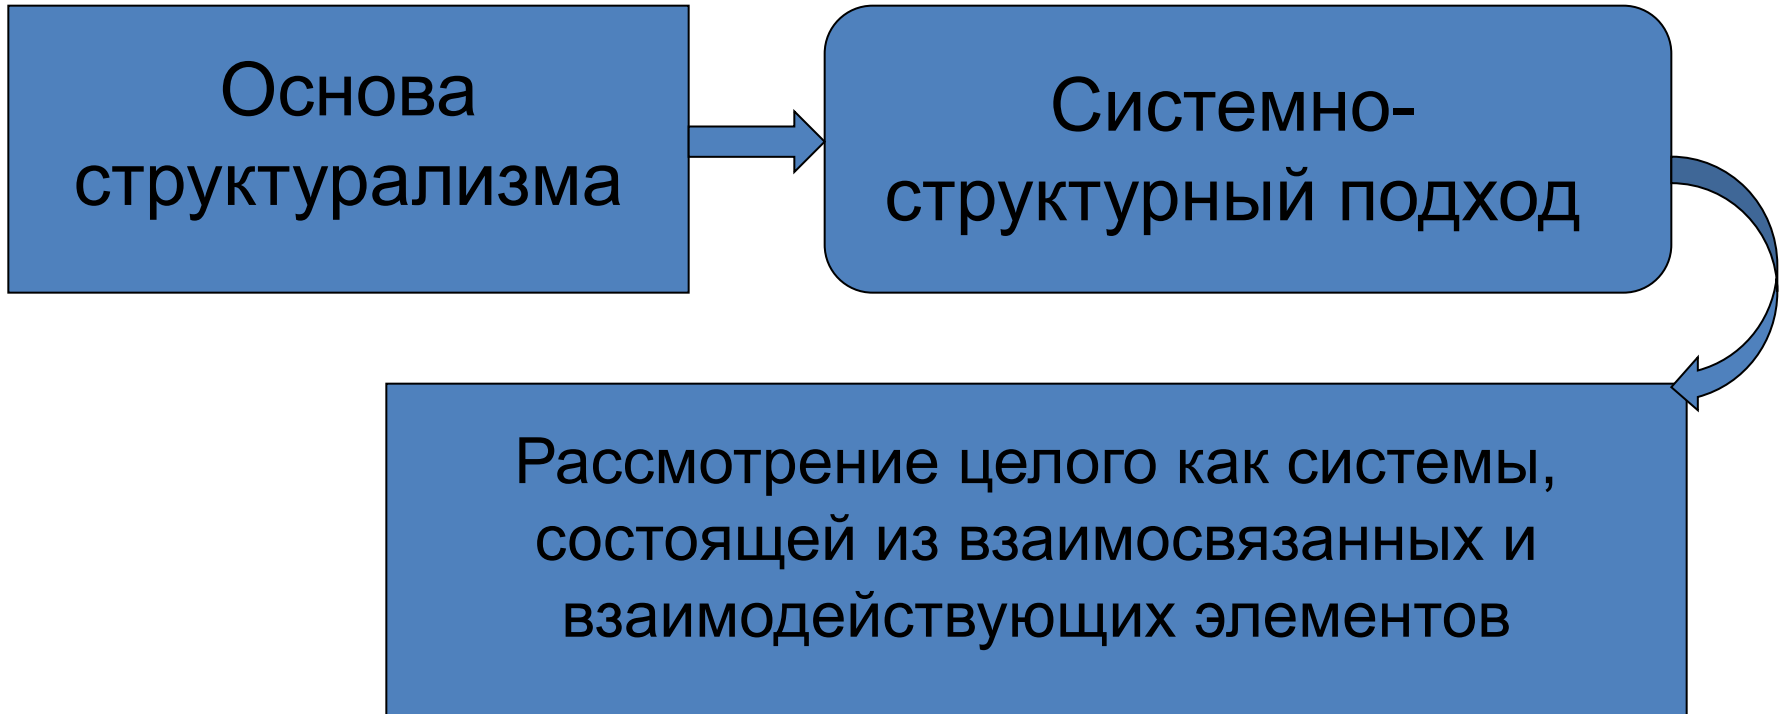 Основа
структурализма
Системно-
структурный подход
Рассмотрение целого как системы,
состоящей из взаимосвязанных и
взаимодействующих элементов